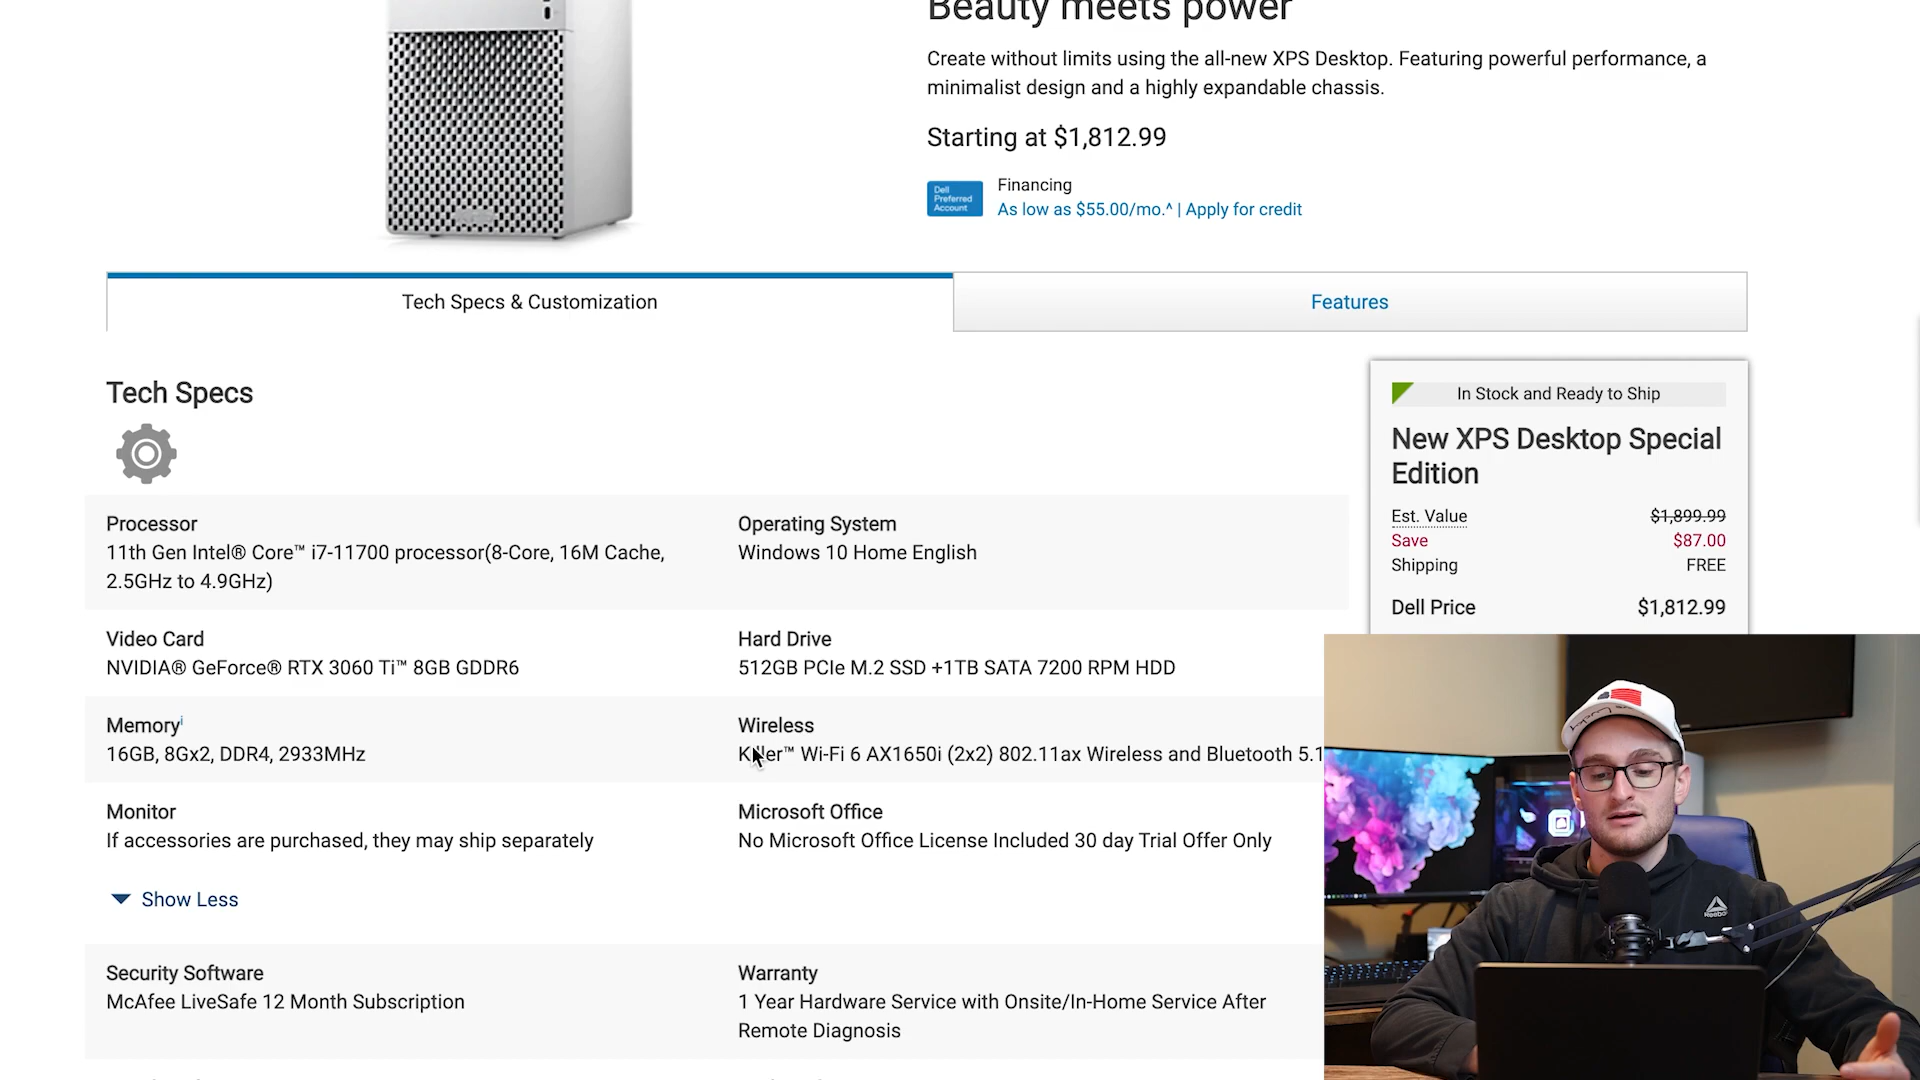 Beauty meets power
Create without limits using the all-new XPS Desktop. Featuring powerful performance, a
minimalist design and a highly expandable chassis.
Starting at $1,812.99
Dell
Preferred
Account
Financing
As low as $55.00/mo.^ | Apply for credit
Tech Specs & Customization
Features
Tech Specs
In Stock and Ready to Ship
New XPS Desktop Special
Edition
Est. Value $1,899.99
Save $87.00
Shipping FREE
Dell Price $1,812.99
Processor
11th Gen Intel® Core™ i7-11700 processor(8-Core, 16M Cache,
2.5GHz to 4.9GHz)
Operating System
Windows 10 Home English
Video Card
NVIDIA® GeForce® RTX 3060 Ti™ 8GB GDDR6
Hard Drive
512GB PCIe M.2 SSD +1TB SATA 7200 RPM HDD
Memoryⁱ
16GB, 8Gx2, DDR4, 2933MHz
Wireless
Killer™ Wi-Fi 6 AX1650i (2x2) 802.11ax Wireless and Bluetooth 5.1
Monitor
If accessories are purchased, they may ship separately
Microsoft Office
No Microsoft Office License Included 30 day Trial Offer Only
Show Less
Security Software
McAfee LiveSafe 12 Month Subscription
Warranty
1 Year Hardware Service with Onsite/In-Home Service After
Remote Diagnosis
Reebok